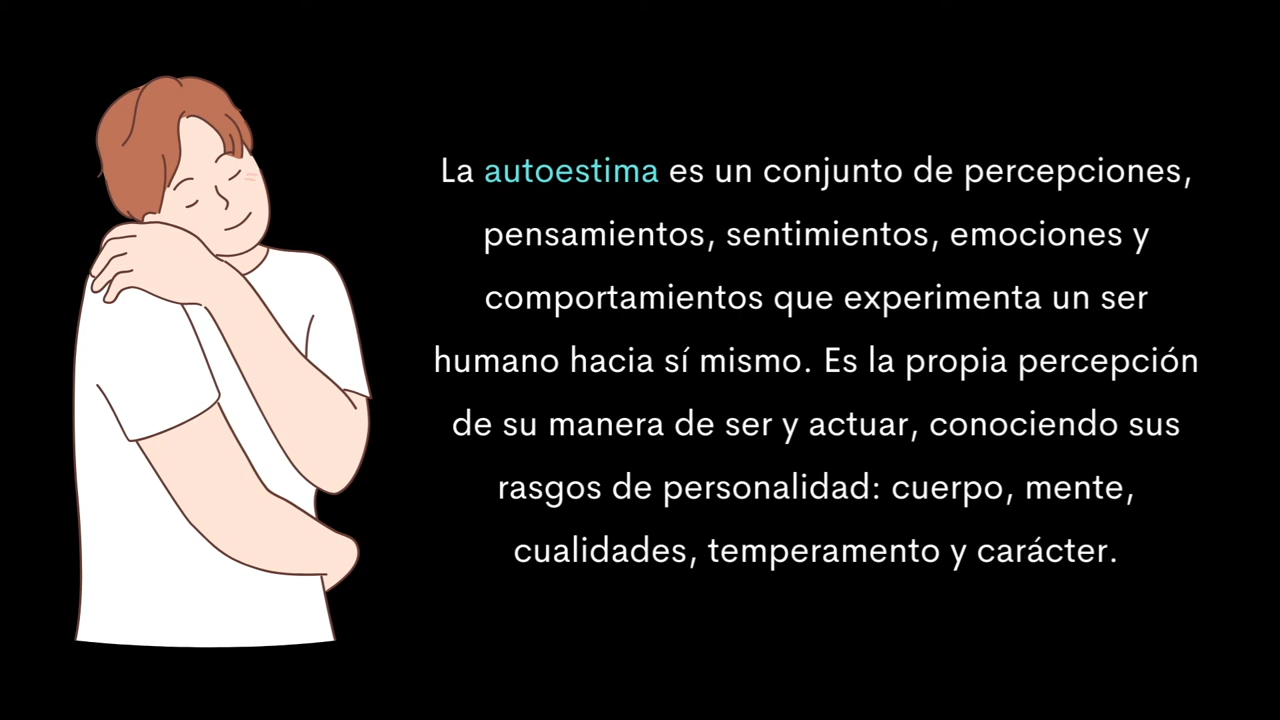 La autoestima es un conjunto de percepciones,
pensamientos, sentimientos, emociones y
comportamientos que experimenta un ser
humano hacia sí mismo. Es la propia percepción
de su manera de ser y actuar, conociendo sus
rasgos de personalidad: cuerpo, mente,
cualidades, temperamento y carácter.